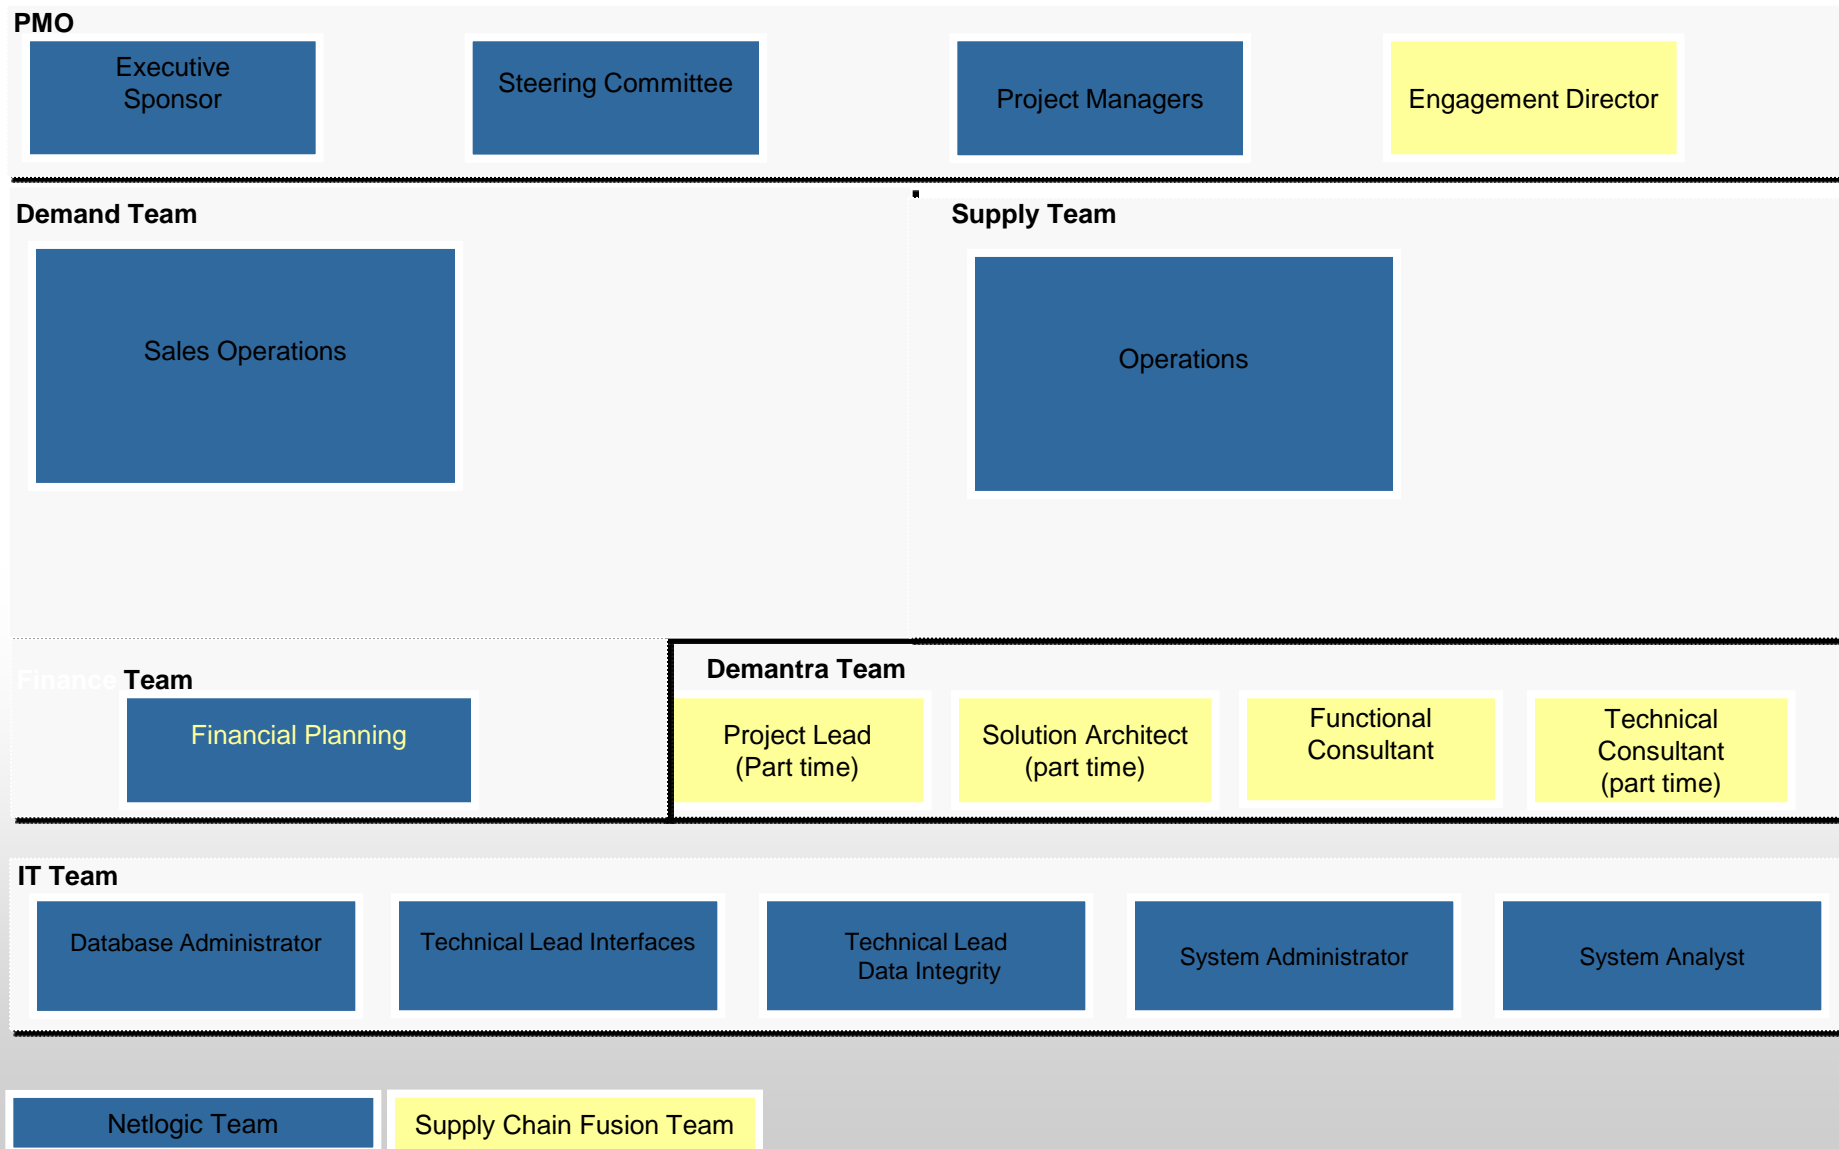 PMO
Executive
Sponsor
Steering Committee
Project Managers
Engagement Director
Demand Team
Supply Team
Sales Operations
Operations
Finance Team
Financial Planning
Demantra Team
Project Lead
(Part time)
Solution Architect
(part time)
Functional
Consultant
Technical
Consultant
(part time)
IT Team
Database Administrator
Technical Lead Interfaces
Technical Lead
Data Integrity
System Administrator
System Analyst
Netlogic Team
Supply Chain Fusion Team